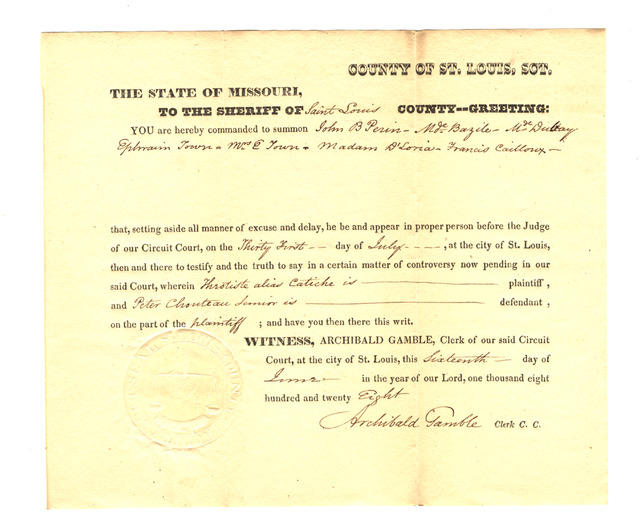 COUNTY OF ST. LOUIS, SCT.
THE STATE OF MISSOURI,
TO THE SHERIFF OF Saint Louis COUNTY--GREETING:
YOU are hereby commanded to summon John B Perin - Mde Bazile - Mr Dubay
Ephraim Town - Mrs E Town - Madam D'Loria - Francis Cailloux -
that, setting aside all manner of excuse and delay, he be and appear in proper person before the Judge
of our Circuit Court, on the Thirty First -- day of July ----, at the city of St. Louis,
then and there to testify and the truth to say in a certain matter of controversy now pending in our
said Court, wherein Throtiste alias Catiche is ——— plaintiff,
and Peter Chouteau Senior is ——— defendant,
on the part of the plaintiff ; and have you then there this writ.
WITNESS, ARCHIBALD GAMBLE, Clerk of our said Circuit
Court, at the city of St. Louis, this Sixteenth — day of
June - in the year of our Lord, one thousand eight
hundred and twenty Eight
Archibald Gamble Clerk C. C.